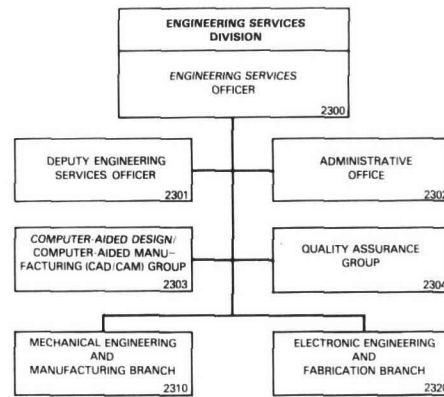 ENGINEERING SERVICES
DIVISION
ENGINEERING SERVICES
OFFICER
2300
DEPUTY ENGINEERING
SERVICES OFFICER
2301
ADMINISTRATIVE
OFFICE
2302
COMPUTER-AIDED DESIGN/
COMPUTER-AIDED MANU-
FACTURING (CAD/CAM) GROUP
2303
QUALITY ASSURANCE
GROUP
2304
MECHANICAL ENGINEERING
AND
MANUFACTURING BRANCH
2310
ELECTRONIC ENGINEERING
AND
FABRICATION BRANCH
2320